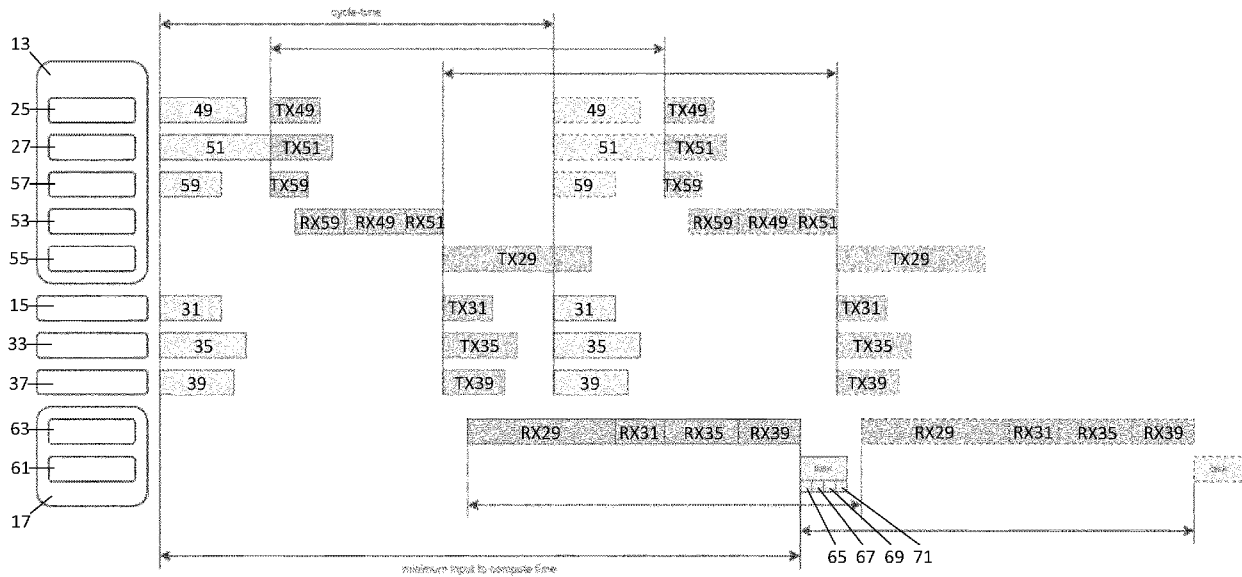 cycle-time
13
25 49 TX49 49 TX49
27 51 TX51 51 TX51
57 59 TX59 59 TX59
53 RX59 RX49 RX51 RX59 RX49 RX51
55 TX29 TX29
15 31 TX31 31 TX31
33 35 TX35 35 TX35
37 39 TX39 39 TX39
63 RX29 RX31 RX35 RX39 RX29 RX31 RX35 RX39
61
17
65 67 69 71
minimum input to compute time